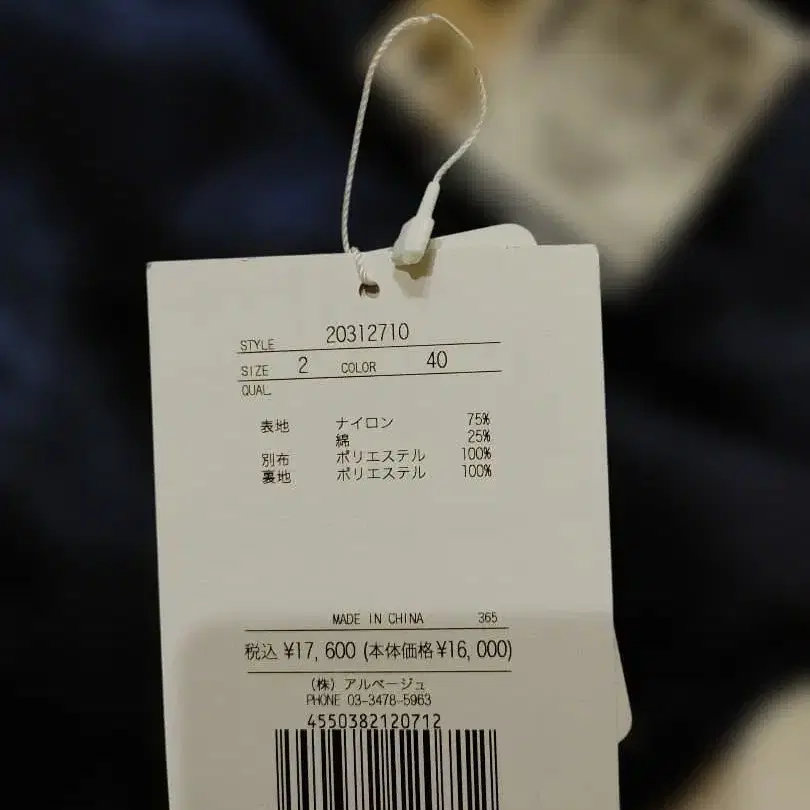 STYLE 20312710
SIZE 2 COLOR 40
QUAL
表地 ナイロン 75%
綿 25%
別布 ポリエステル 100%
裏地 ポリエステル 100%
MADE IN CHINA 365
税込 ¥17,600 (本体価格¥16,000)
(株) アルページュ
PHONE 03-3478-5963
4550382120712